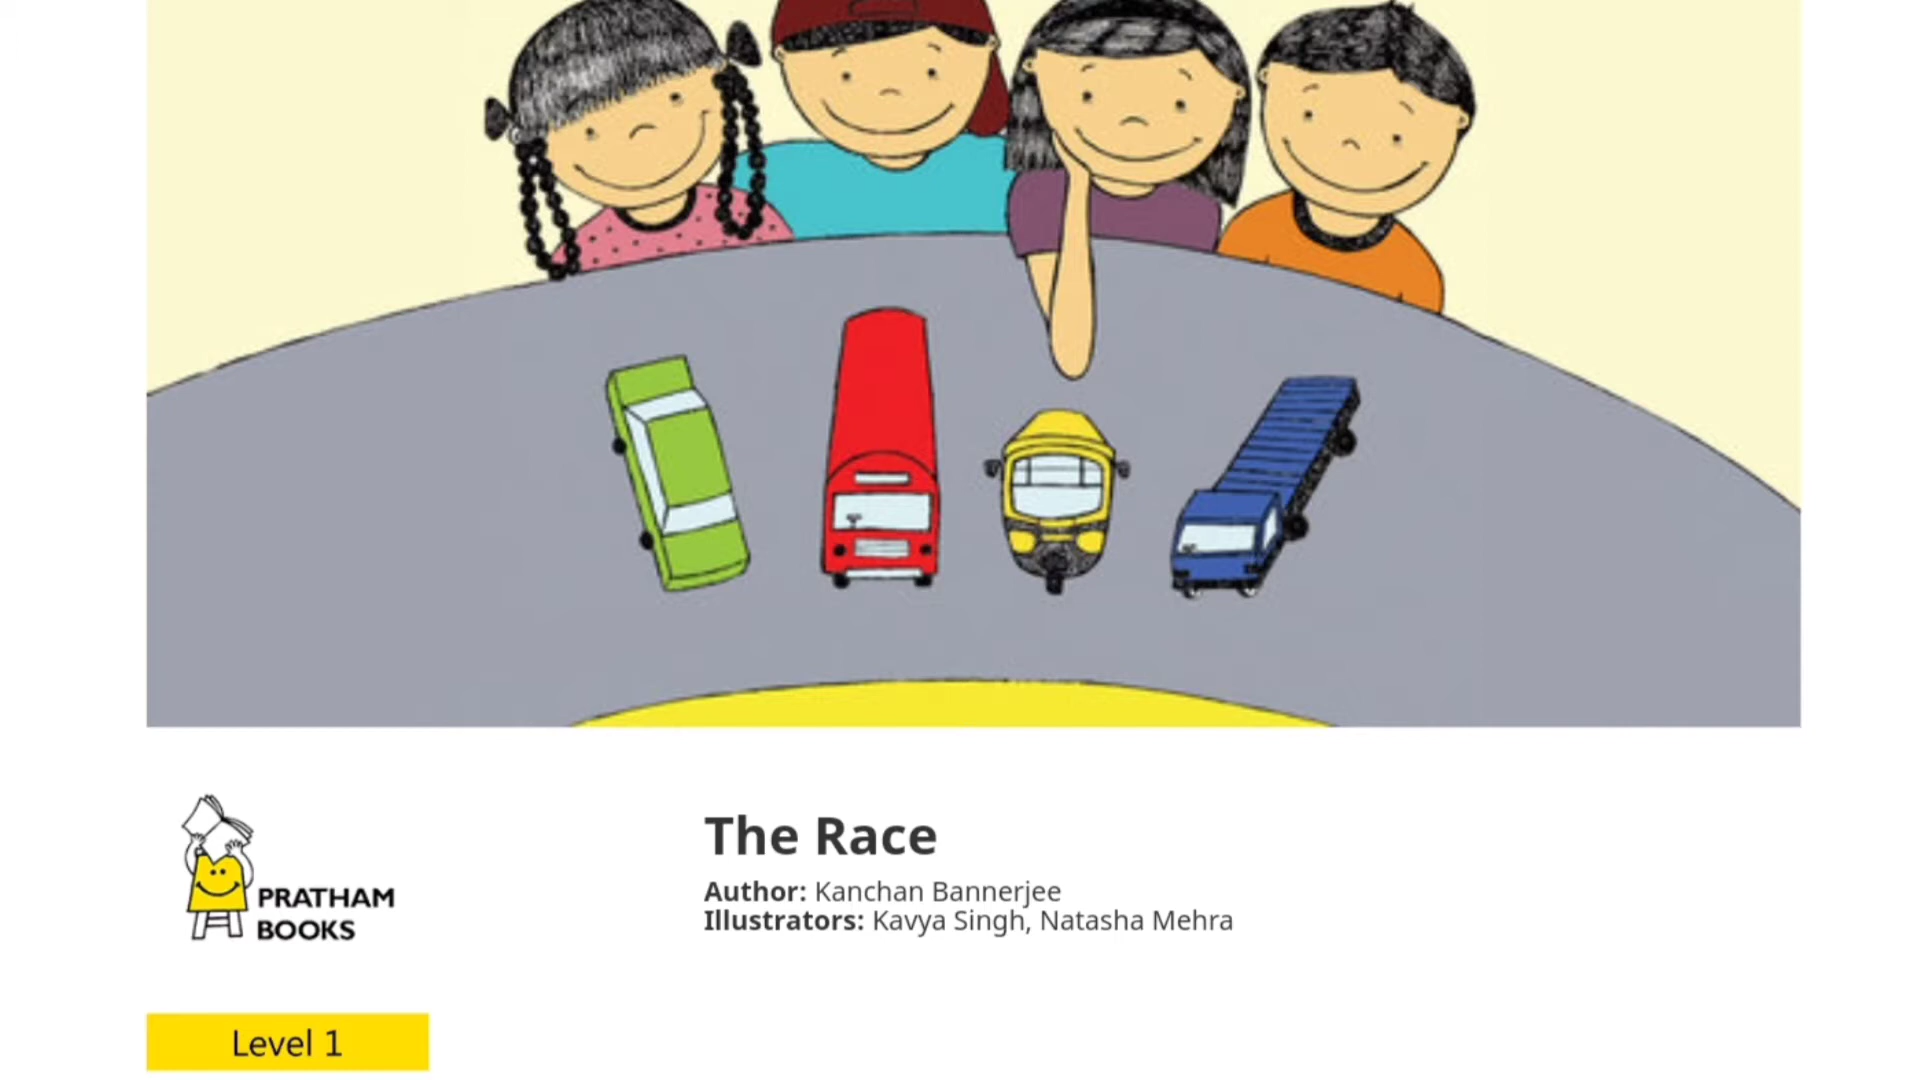 The Race
Author: Kanchan Bannerjee
Illustrators: Kavya Singh, Natasha Mehra
PRATHAM
BOOKS
Level 1